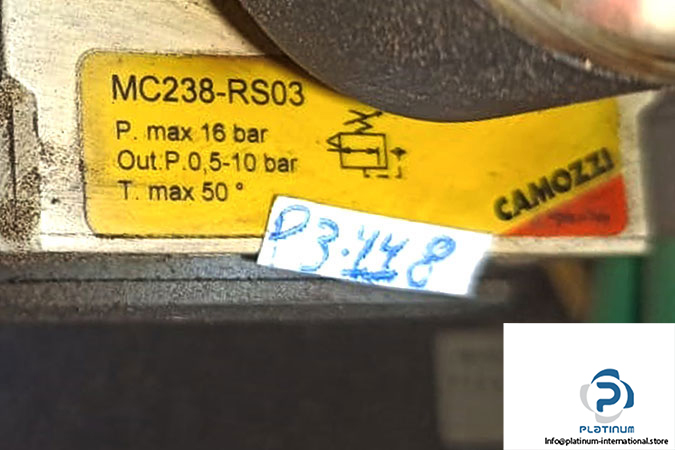 MC238-RS03
P. max 16 bar
Out.P.0,5-10 bar
T. max 50 °
CAMOZZI
P3.448
P
PLATINUM
Info@platinum-international.store